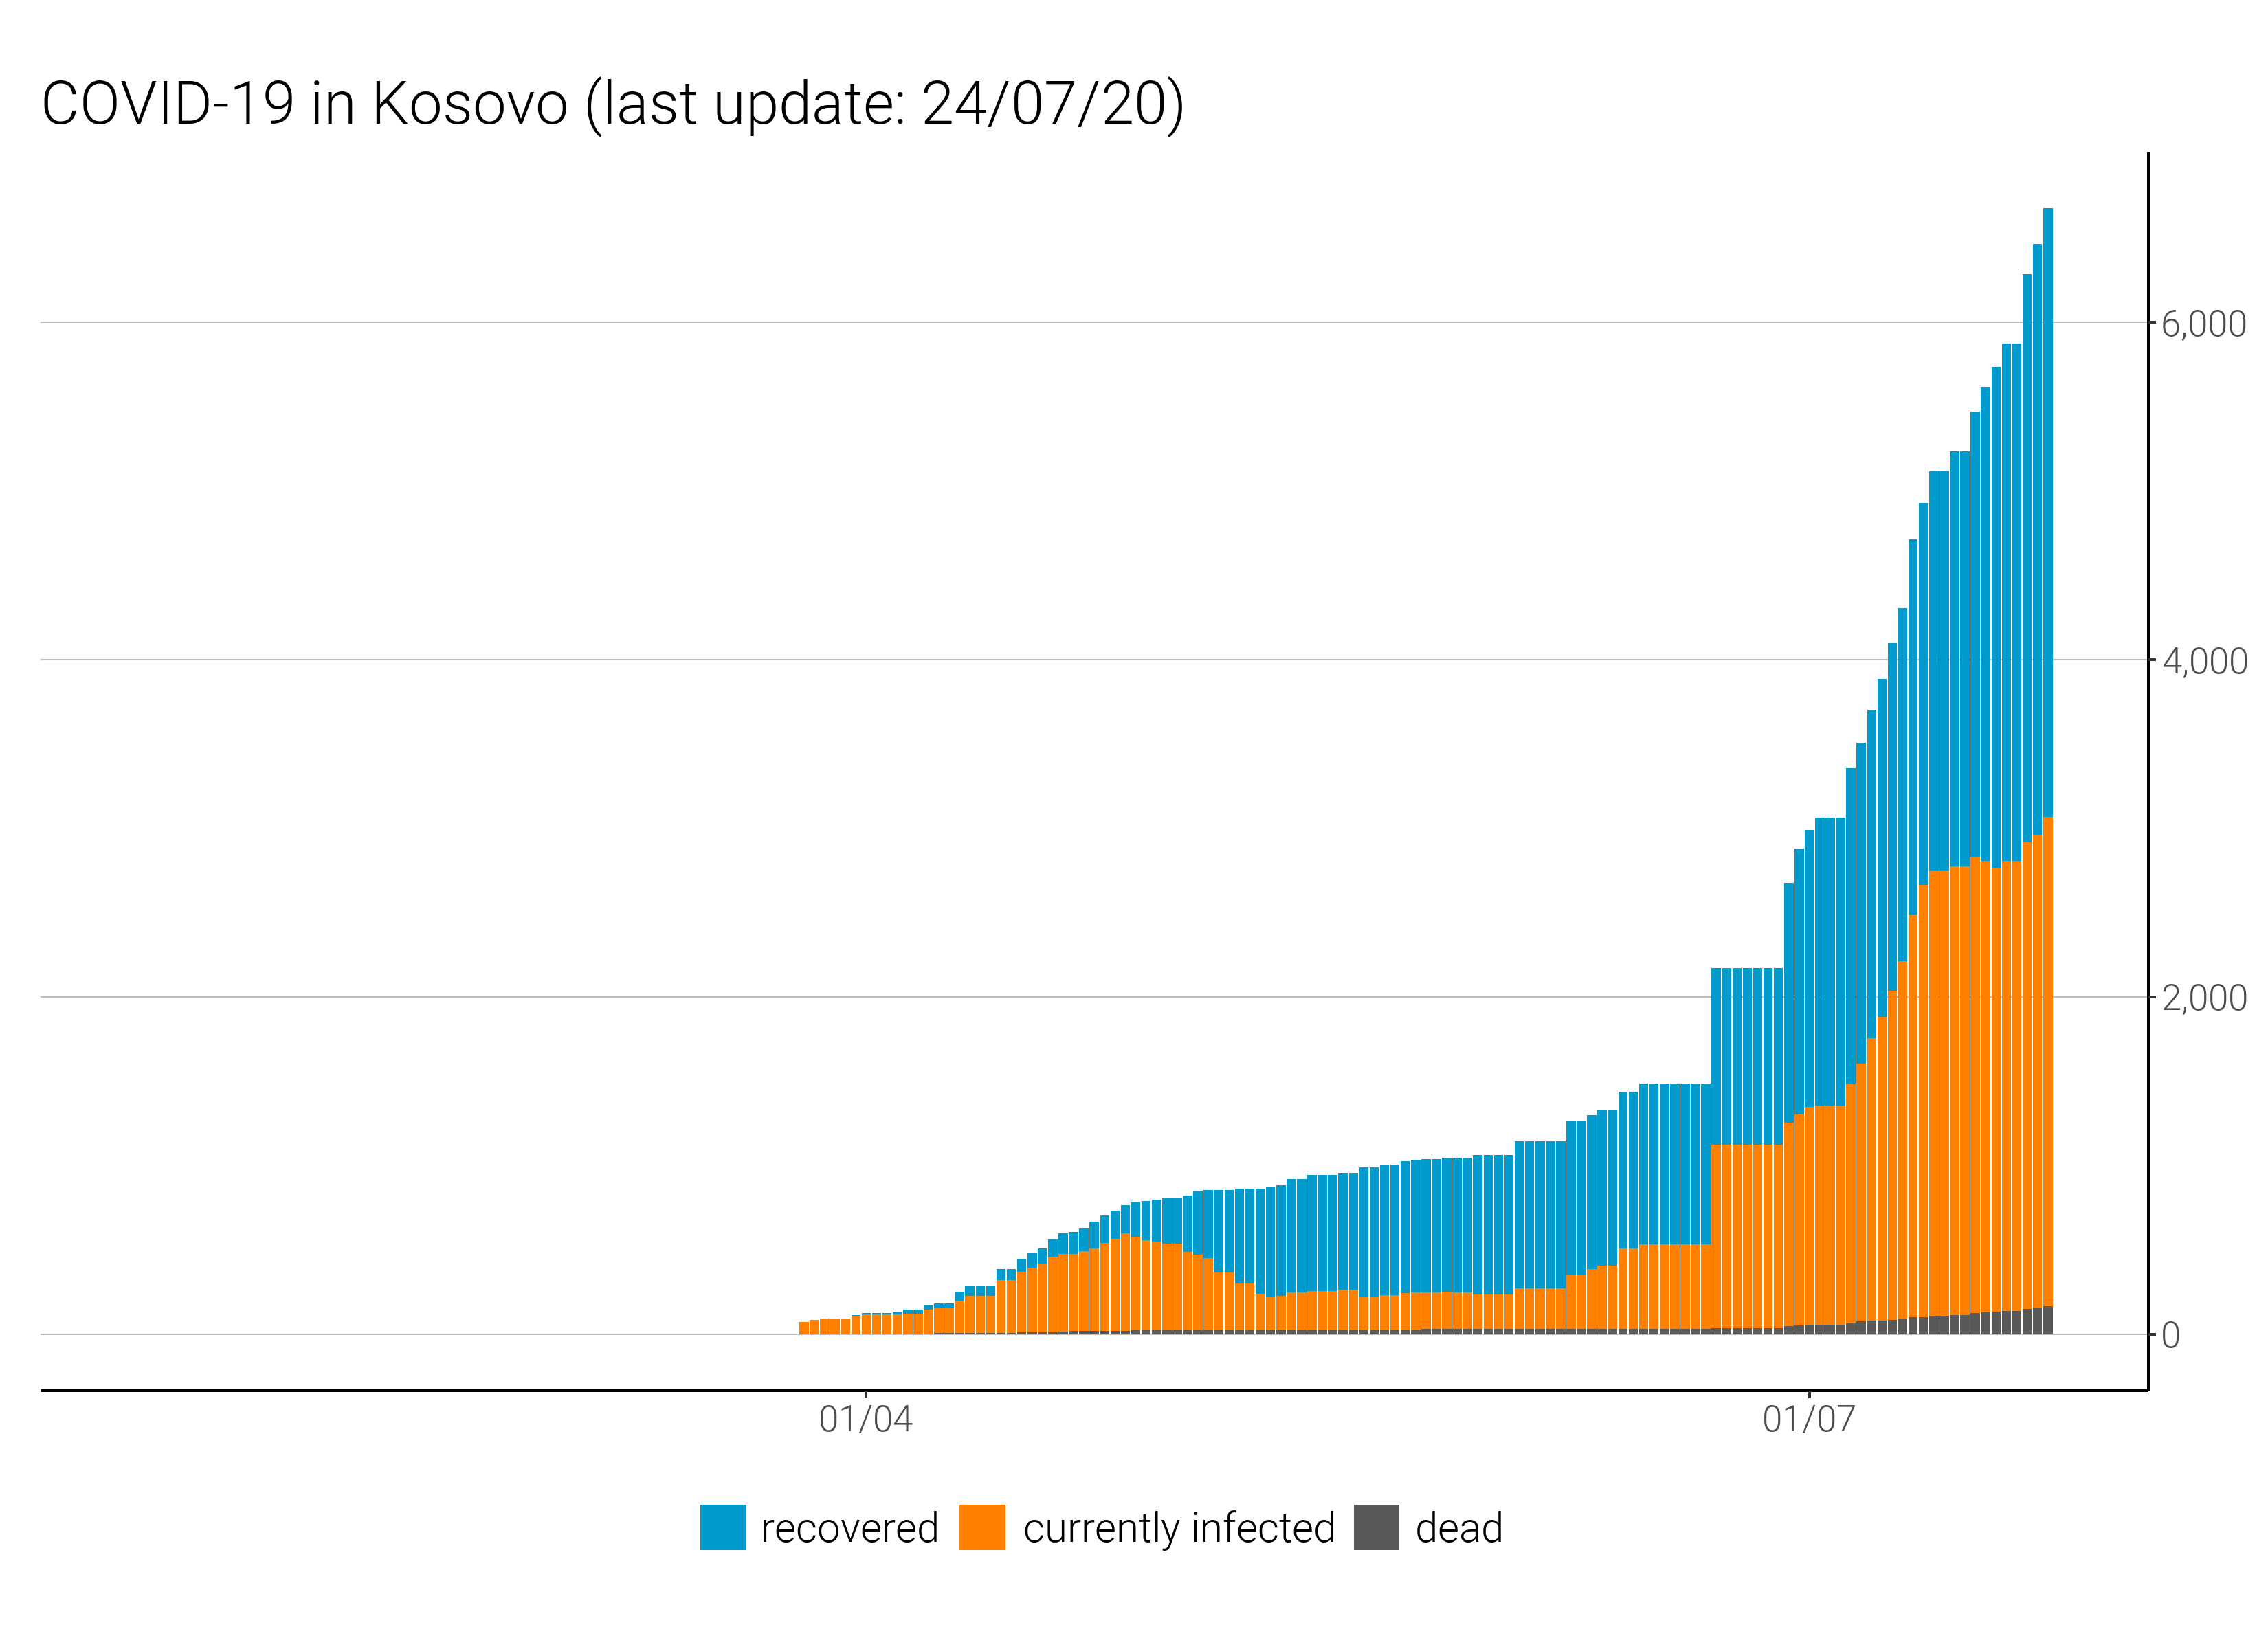 COVID-19 in Kosovo (last update: 24/07/20)
6,000
4,000
2,000
0
01/04 01/07
recovered currently infected dead